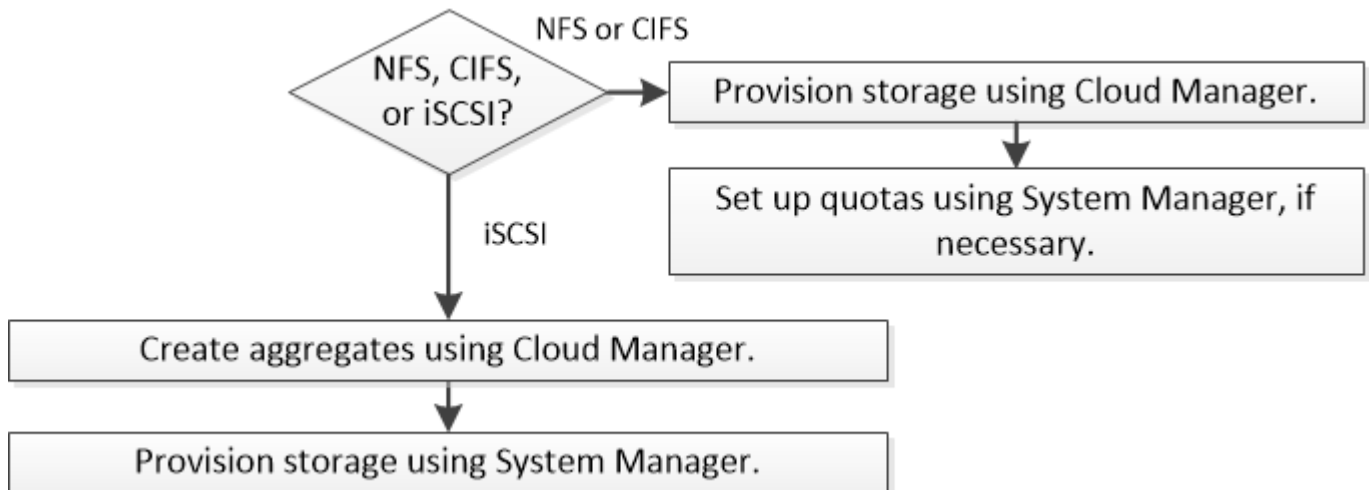 NFS or CIFS
NFS, CIFS,
or iSCSI?
Provision storage using Cloud Manager.
Set up quotas using System Manager, if
necessary.
iSCSI
Create aggregates using Cloud Manager.
Provision storage using System Manager.